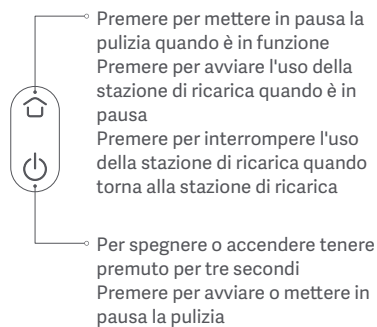 Premere per mettere in pausa la
pulizia quando è in funzione
Premere per avviare l'uso della
stazione di ricarica quando è in
pausa
Premere per interrompere l'uso
della stazione di ricarica quando
torna alla stazione di ricarica
Per spegnere o accendere tenere
premuto per tre secondi
Premere per avviare o mettere in
pausa la pulizia